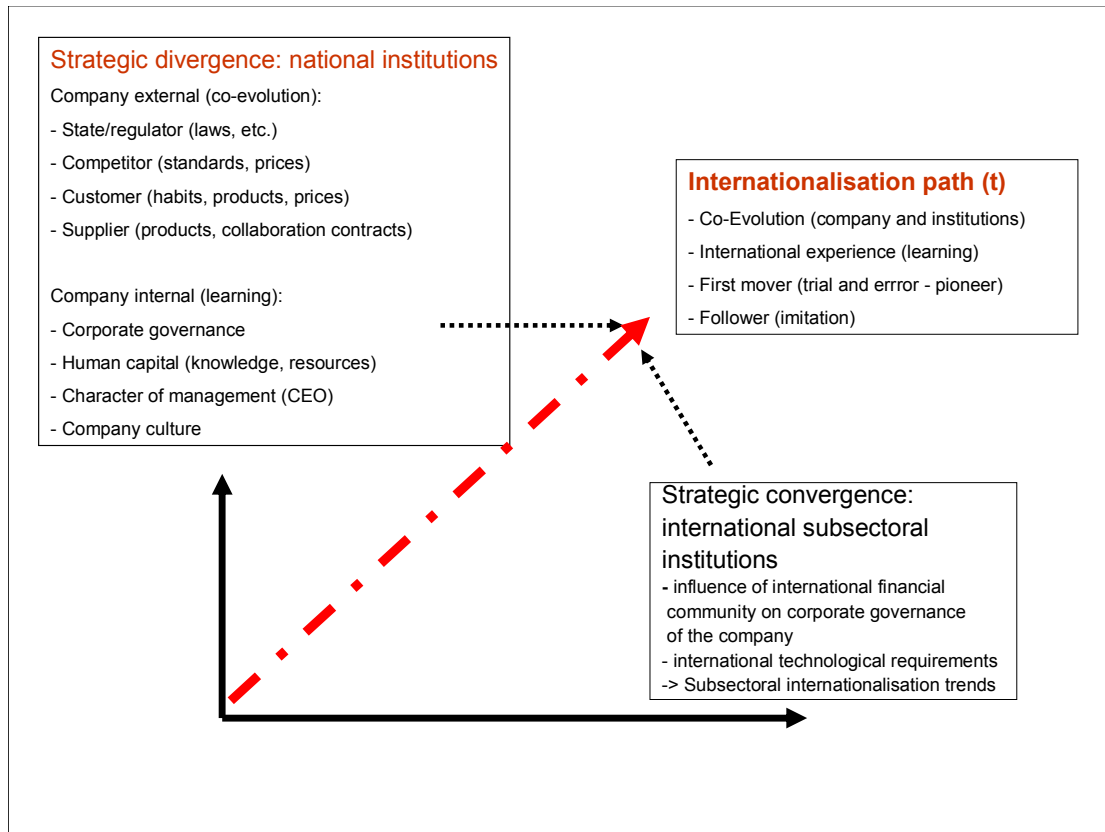 Strategic divergence: national institutions
Company external (co-evolution):
- State/regulator (laws, etc.)
- Competitor (standards, prices)
- Customer (habits, products, prices)
- Supplier (products, collaboration contracts)
Company internal (learning):
- Corporate governance
- Human capital (knowledge, resources)
- Character of management (CEO)
- Company culture
Internationalisation path (t)
- Co-Evolution (company and institutions)
- International experience (learning)
- First mover (trial and errror - pioneer)
- Follower (imitation)
Strategic convergence:
international subsectoral
institutions
- influence of international financial
community on corporate governance
of the company
- international technological requirements
-> Subsectoral internationalisation trends